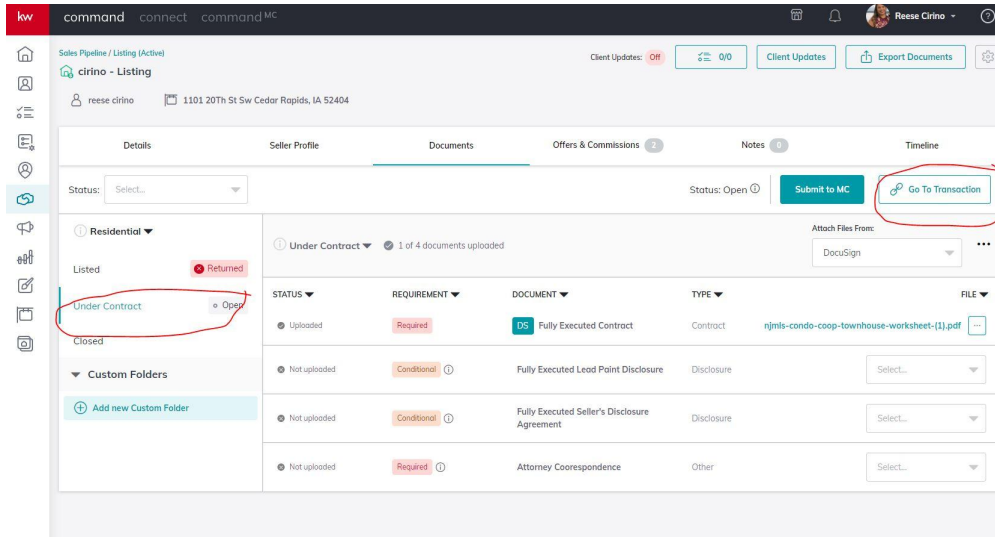 kw command connect command MC Reese Cirino
Sales Pipeline / Listing (Active)
cirino - Listing
Client Updates: Off 0/0 Client Updates Export Documents
reese cirino 1101 20Th St Sw Cedar Rapids, IA 52404
Details Seller Profile Documents Offers & Commissions 2 Notes 0 Timeline
Status: Select... Status: Open Submit to MC Go To Transaction
Residential
Under Contract 1 of 4 documents uploaded
Attach Files From:
DocuSign
Listed Returned
Under Contract Open
Closed
Custom Folders
Add new Custom Folder
STATUS REQUIREMENT DOCUMENT TYPE FILE
Uploaded Required DS Fully Executed Contract Contract njmls-condo-coop-townhouse-worksheet-(1).pdf
Not uploaded Conditional Fully Executed Lead Paint Disclosure Disclosure Select...
Not uploaded Conditional Fully Executed Seller's Disclosure Agreement Disclosure Select...
Not uploaded Required Attorney Coorespondence Other Select...